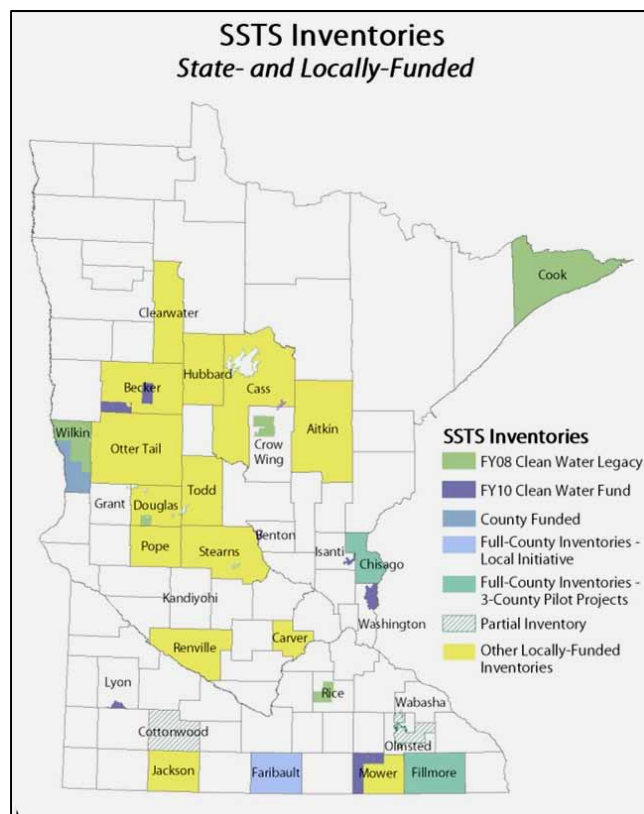 SSTS Inventories
State- and Locally-Funded
Cook
Clearwater
Hubbard
Becker
Cass
Aitkin
Wilkin
Otter Tail
Crow
Wing
Todd
Grant
Douglas
Pope
Stearns
Benton
Isanti
Chisago
Kandiyohi
Washington
Renville
Carver
Lyon
Rice
Wabasha
Cottonwood
Olmsted
Jackson
Faribault
Mower
Fillmore
SSTS Inventories
FY08 Clean Water Legacy
FY10 Clean Water Fund
County Funded
Full-County Inventories -
Local Initiative
Full-County Inventories -
3-County Pilot Projects
Partial Inventory
Other Locally-Funded
Inventories